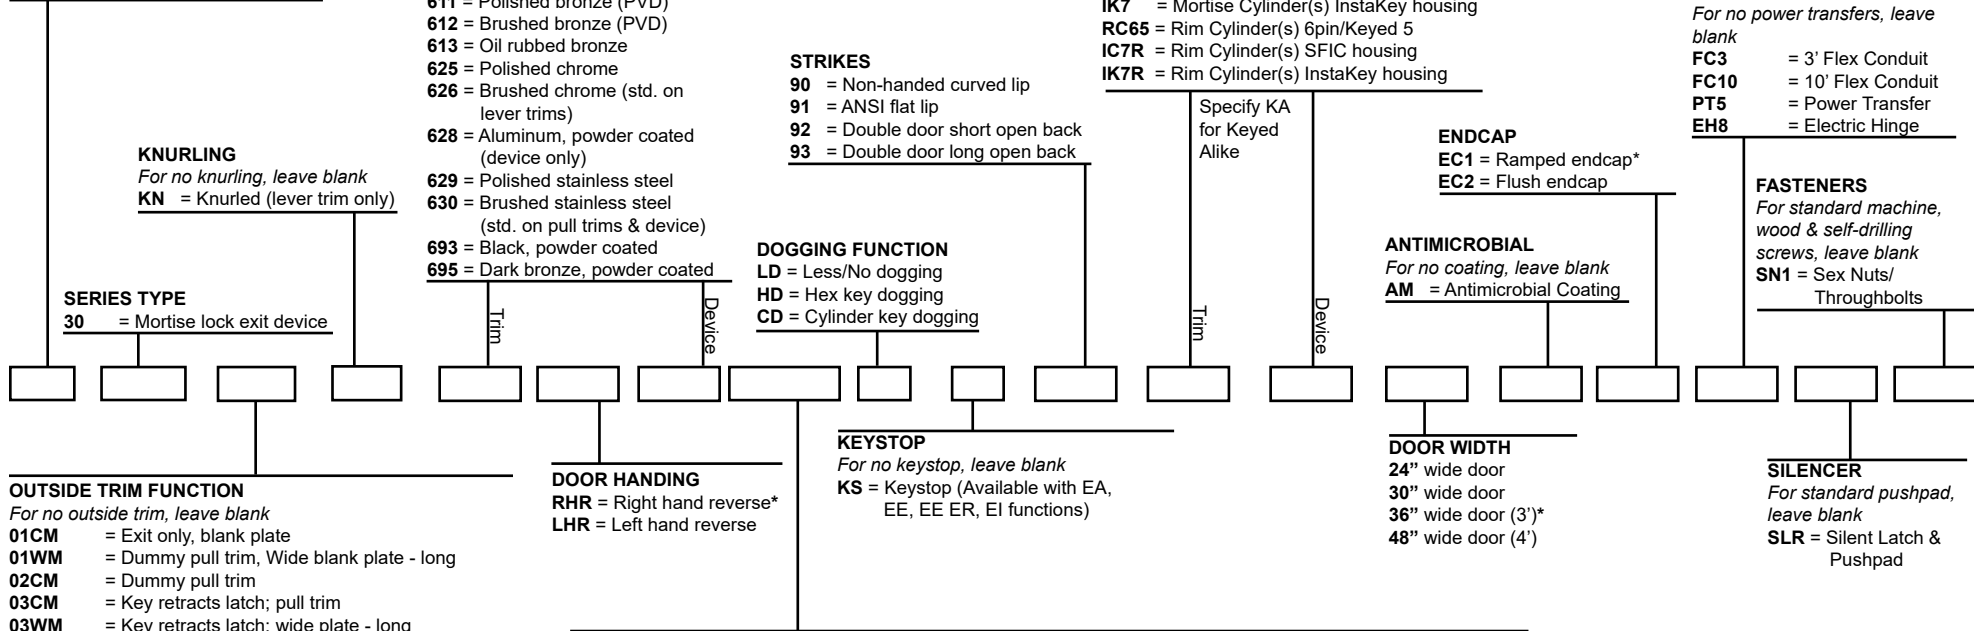 611 = Polished bronze (PVD)
612 = Brushed bronze (PVD)
613 = Oil rubbed bronze
625 = Polished chrome
626 = Brushed chrome (std. on
lever trims)
628 = Aluminum, powder coated
(device only)
629 = Polished stainless steel
630 = Brushed stainless steel
(std. on pull trims & device)
693 = Black, powder coated
695 = Dark bronze, powder coated
Trim
Device
KNURLING
For no knurling, leave blank
KN = Knurled (lever trim only)
SERIES TYPE
30 = Mortise lock exit device
STRIKES
90 = Non-handed curved lip
91 = ANSI flat lip
92 = Double door short open back
93 = Double door long open back
DOGGING FUNCTION
LD = Less/No dogging
HD = Hex key dogging
CD = Cylinder key dogging
IK7 = Mortise Cylinder(s) InstaKey housing
RC65 = Rim Cylinder(s) 6pin/Keyed 5
IC7R = Rim Cylinder(s) SFIC housing
IK7R = Rim Cylinder(s) InstaKey housing
Specify KA
for Keyed
Alike
Trim
Device
ENDCAP
EC1 = Ramped endcap*
EC2 = Flush endcap
ANTIMICROBIAL
For no coating, leave blank
AM = Antimicrobial Coating
For no power transfers, leave
blank
FC3 = 3’ Flex Conduit
FC10 = 10’ Flex Conduit
PT5 = Power Transfer
EH8 = Electric Hinge
FASTENERS
For standard machine,
wood & self-drilling
screws, leave blank
SN1 = Sex Nuts/
Throughbolts
OUTSIDE TRIM FUNCTION
For no outside trim, leave blank
01CM = Exit only, blank plate
01WM = Dummy pull trim, Wide blank plate - long
02CM = Dummy pull trim
03CM = Key retracts latch; pull trim
03WM = Key retracts latch; wide plate - long
DOOR HANDING
RHR = Right hand reverse*
LHR = Left hand reverse
KEYSTOP
For no keystop, leave blank
KS = Keystop (Available with EA,
EE, EE ER, EI functions)
DOOR WIDTH
24” wide door
30” wide door
36” wide door (3’)*
48” wide door (4’)
SILENCER
For standard pushpad,
leave blank
SLR = Silent Latch &
Pushpad